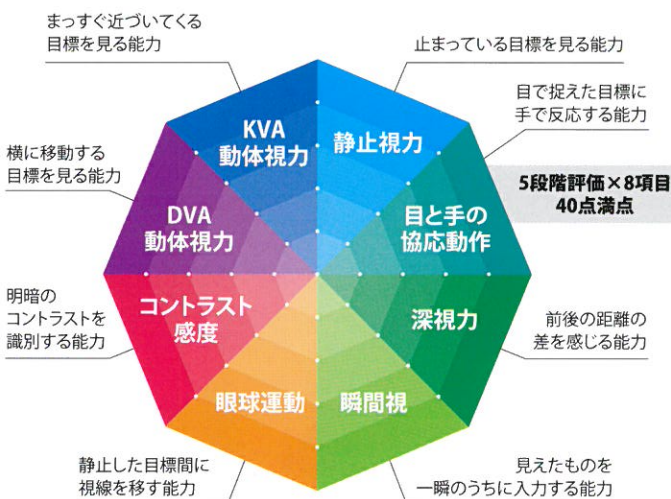 まっすぐ近づいてくる
目標を見る能力
止まっている目標を見る能力
目で捉えた目標に
手で反応する能力
横に移動する
目標を見る能力
KVA
動体視力
静止視力
5段階評価×8項目
40点満点
DVA
動体視力
目と手の
協応動作
コントラスト
感度
深視力
明暗の
コントラストを
識別する能力
前後の距離の
差を感じる能力
眼球運動
瞬間視
静止した目標間に
視線を移す能力
見えたものを
一瞬のうちに入力する能力